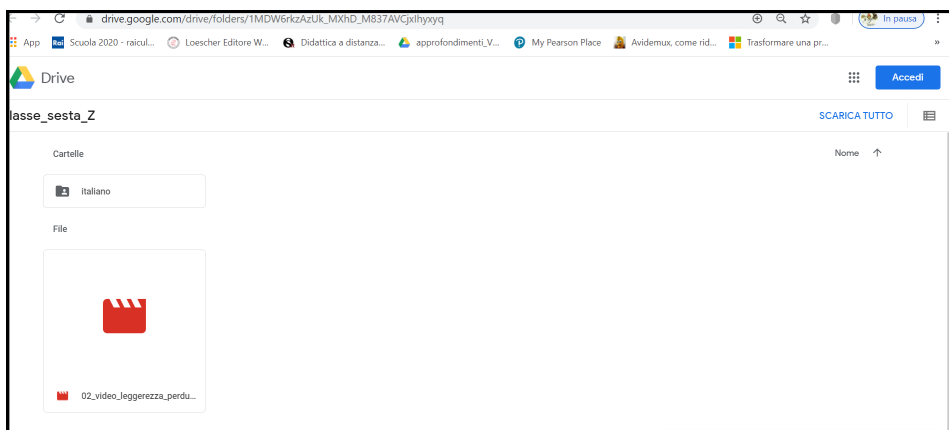 drive.google.com/drive/folders/1MDW6rkzAzUk_MXhD_M837AVCjxlhyxyq In pausa
App Rai Scuola 2020 - raicul... Loescher Editore W... Didattica a distanza... approfondimenti_V... My Pearson Place Avidemux, come rid... Trasformare una pr... »
Drive Accedi
lasse_sesta_Z SCARICA TUTTO
Cartelle Nome
italiano
File
02_video_leggerezza_perdu...